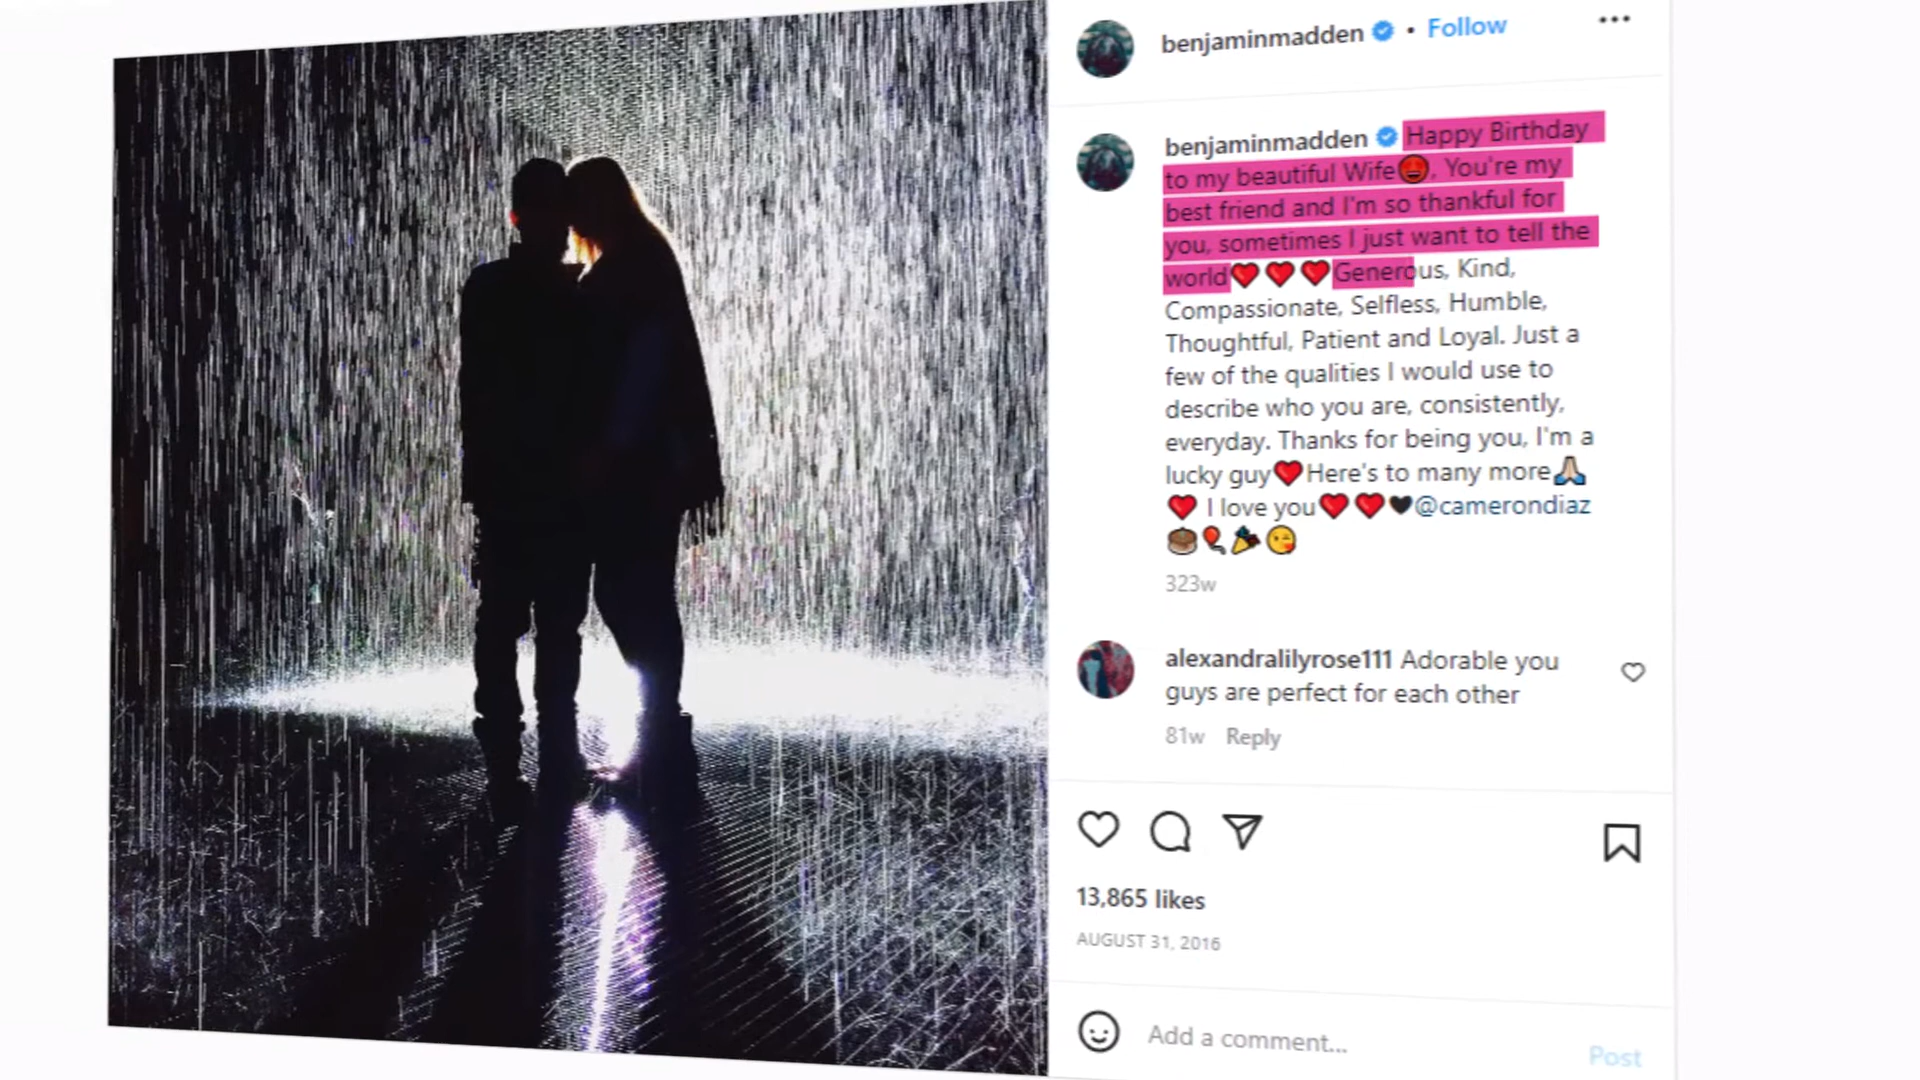 benjaminmadden • Follow
benjaminmadden Happy Birthday
to my beautiful Wife😍, You're my
best friend and I'm so thankful for
you, sometimes I just want to tell the
world❤️❤️❤️Generous, Kind,
Compassionate, Selfless, Humble,
Thoughtful, Patient and Loyal. Just a
few of the qualities I would use to
describe who you are, consistently,
everyday. Thanks for being you, I'm a
lucky guy❤️Here's to many more🙏🏻
❤️ I love you❤️❤️🖤@camerondiaz
🎂🎈🎉😘
323w
alexandralilyrose111 Adorable you
guys are perfect for each other
81w Reply
13,865 likes
AUGUST 31, 2016
Add a comment...
Post